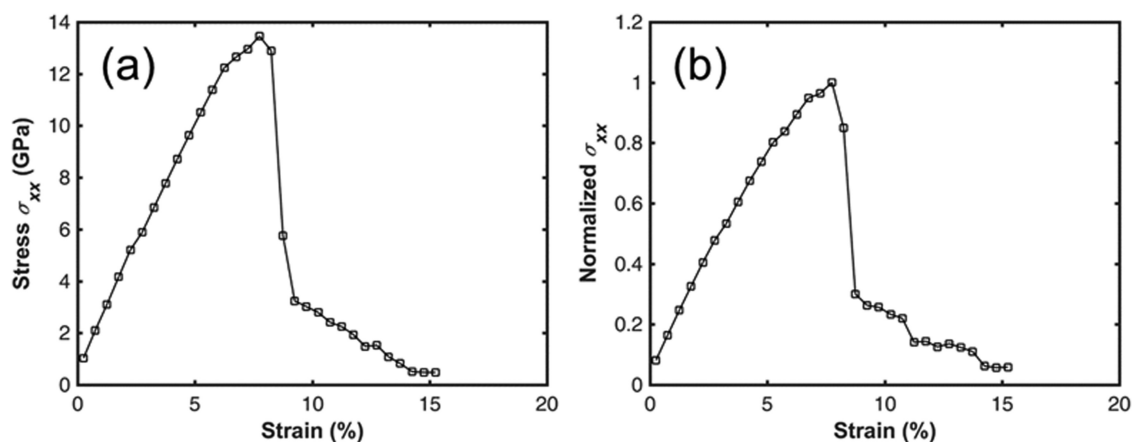 (a)
Stress σxx (GPa)
14
12
10
8
6
4
2
0
0 5 10 15 20
Strain (%)
(b)
Normalized σxx
1.2
1
0.8
0.6
0.4
0.2
0
0 5 10 15 20
Strain (%)